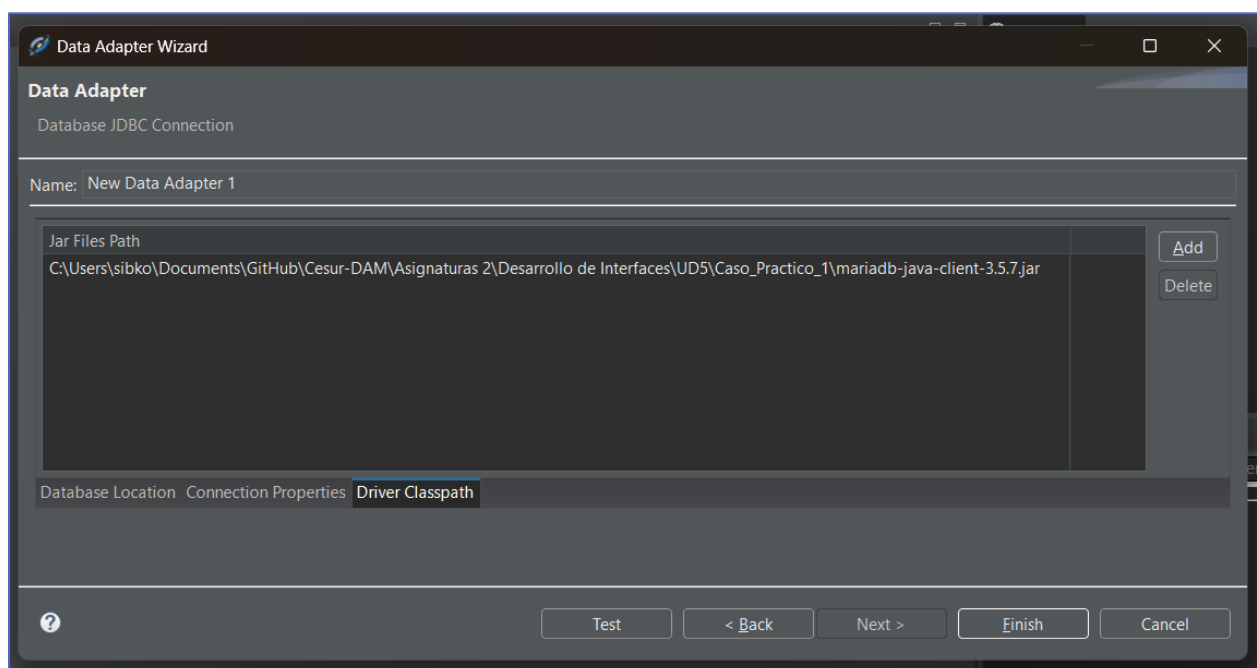 Data Adapter Wizard
Data Adapter
Database JDBC Connection
Name: New Data Adapter 1
Jar Files Path
Add
C:\Users\sibko\Documents\GitHub\Cesur-DAM\Asignaturas 2\Desarrollo de Interfaces\UD5\Caso_Practico_1\mariadb-java-client-3.5.7.jar
Delete
Database Location Connection Properties Driver Classpath
? Test < Back Next > Finish Cancel